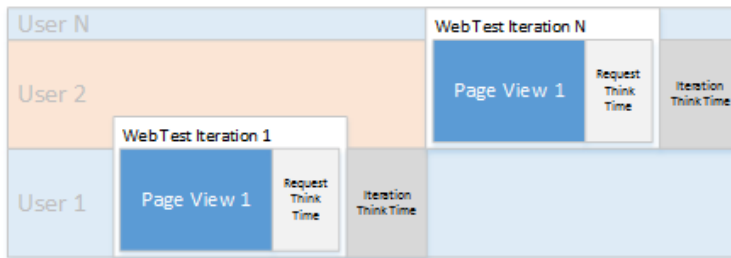 User N
WebTest Iteration N
User 2
Page View 1
Request
Think
Time
Iteration
Think Time
WebTest Iteration 1
User 1
Page View 1
Request
Think
Time
Iteration
Think Time